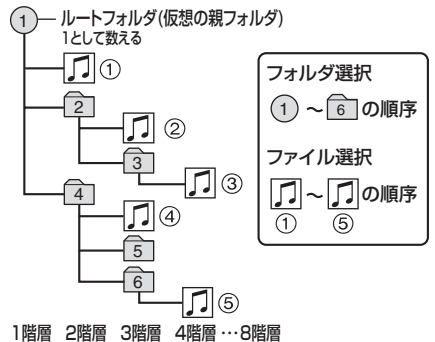 1 ルートフォルダ(仮想の親フォルダ)
1として数える
①
2
②
3
③
4
④
5
6
⑤
1階層 2階層 3階層 4階層 …8階層
フォルダ選択
1 ~ 6 の順序
ファイル選択
~ の順序
① ⑤